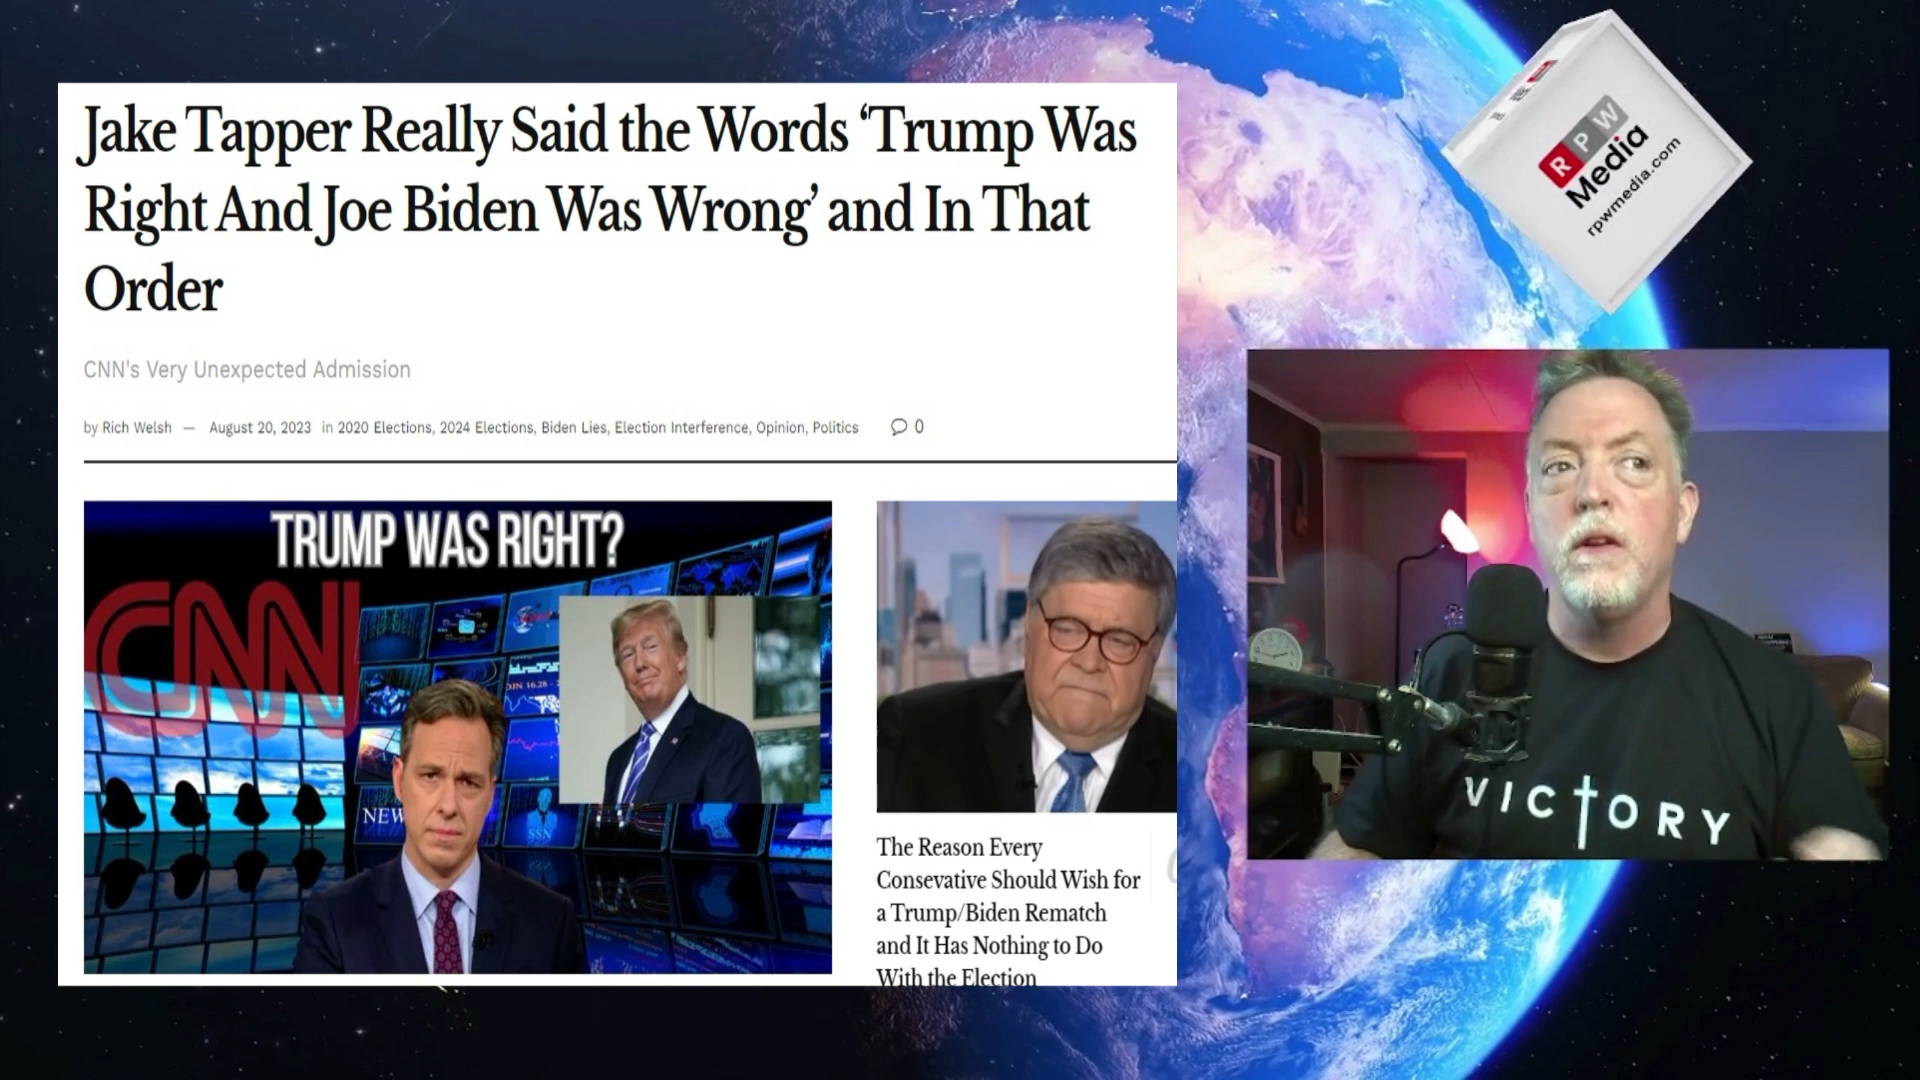 Jake Tapper Really Said the Words ‘Trump Was
Right And Joe Biden Was Wrong’ and In That
Order
CNN's Very Unexpected Admission
by Rich Welsh — August 20, 2023 in 2020 Elections, 2024 Elections, Biden Lies, Election Interference, Opinion, Politics 0
TRUMP WAS RIGHT?
CNN
NEW
SSN
The Reason Every
Consevative Should Wish for
a Trump/Biden Rematch
and It Has Nothing to Do
With the Election
RPW
Media
rpwmedia.com
VICTORY